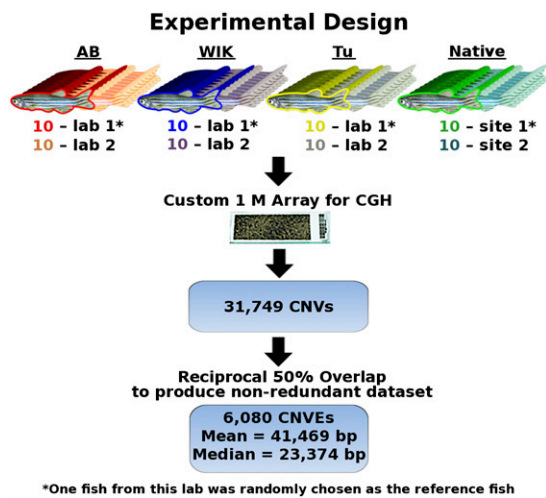 Experimental Design
AB WIK Tu Native
10 – lab 1* 10 – lab 1* 10 – lab 1* 10 – site 1*
10 – lab 2 10 – lab 2 10 – lab 2 10 – site 2
Custom 1 M Array for CGH
31,749 CNVs
Reciprocal 50% Overlap
to produce non-redundant dataset
6,080 CNVEs
Mean = 41,469 bp
Median = 23,374 bp
*One fish from this lab was randomly chosen as the reference fish